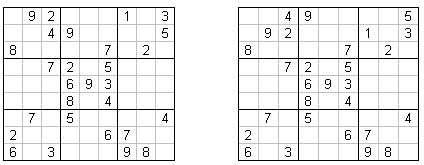 9 2 1 3 4 9 5
4 9 5 9 2 1 3
8 7 2 8 7 2
7 2 5 7 2 5
6 9 3 6 9 3
8 4 8 4
7 5 4 7 5 4
2 6 7 2 6 7
6 3 9 8 6 3 9 8